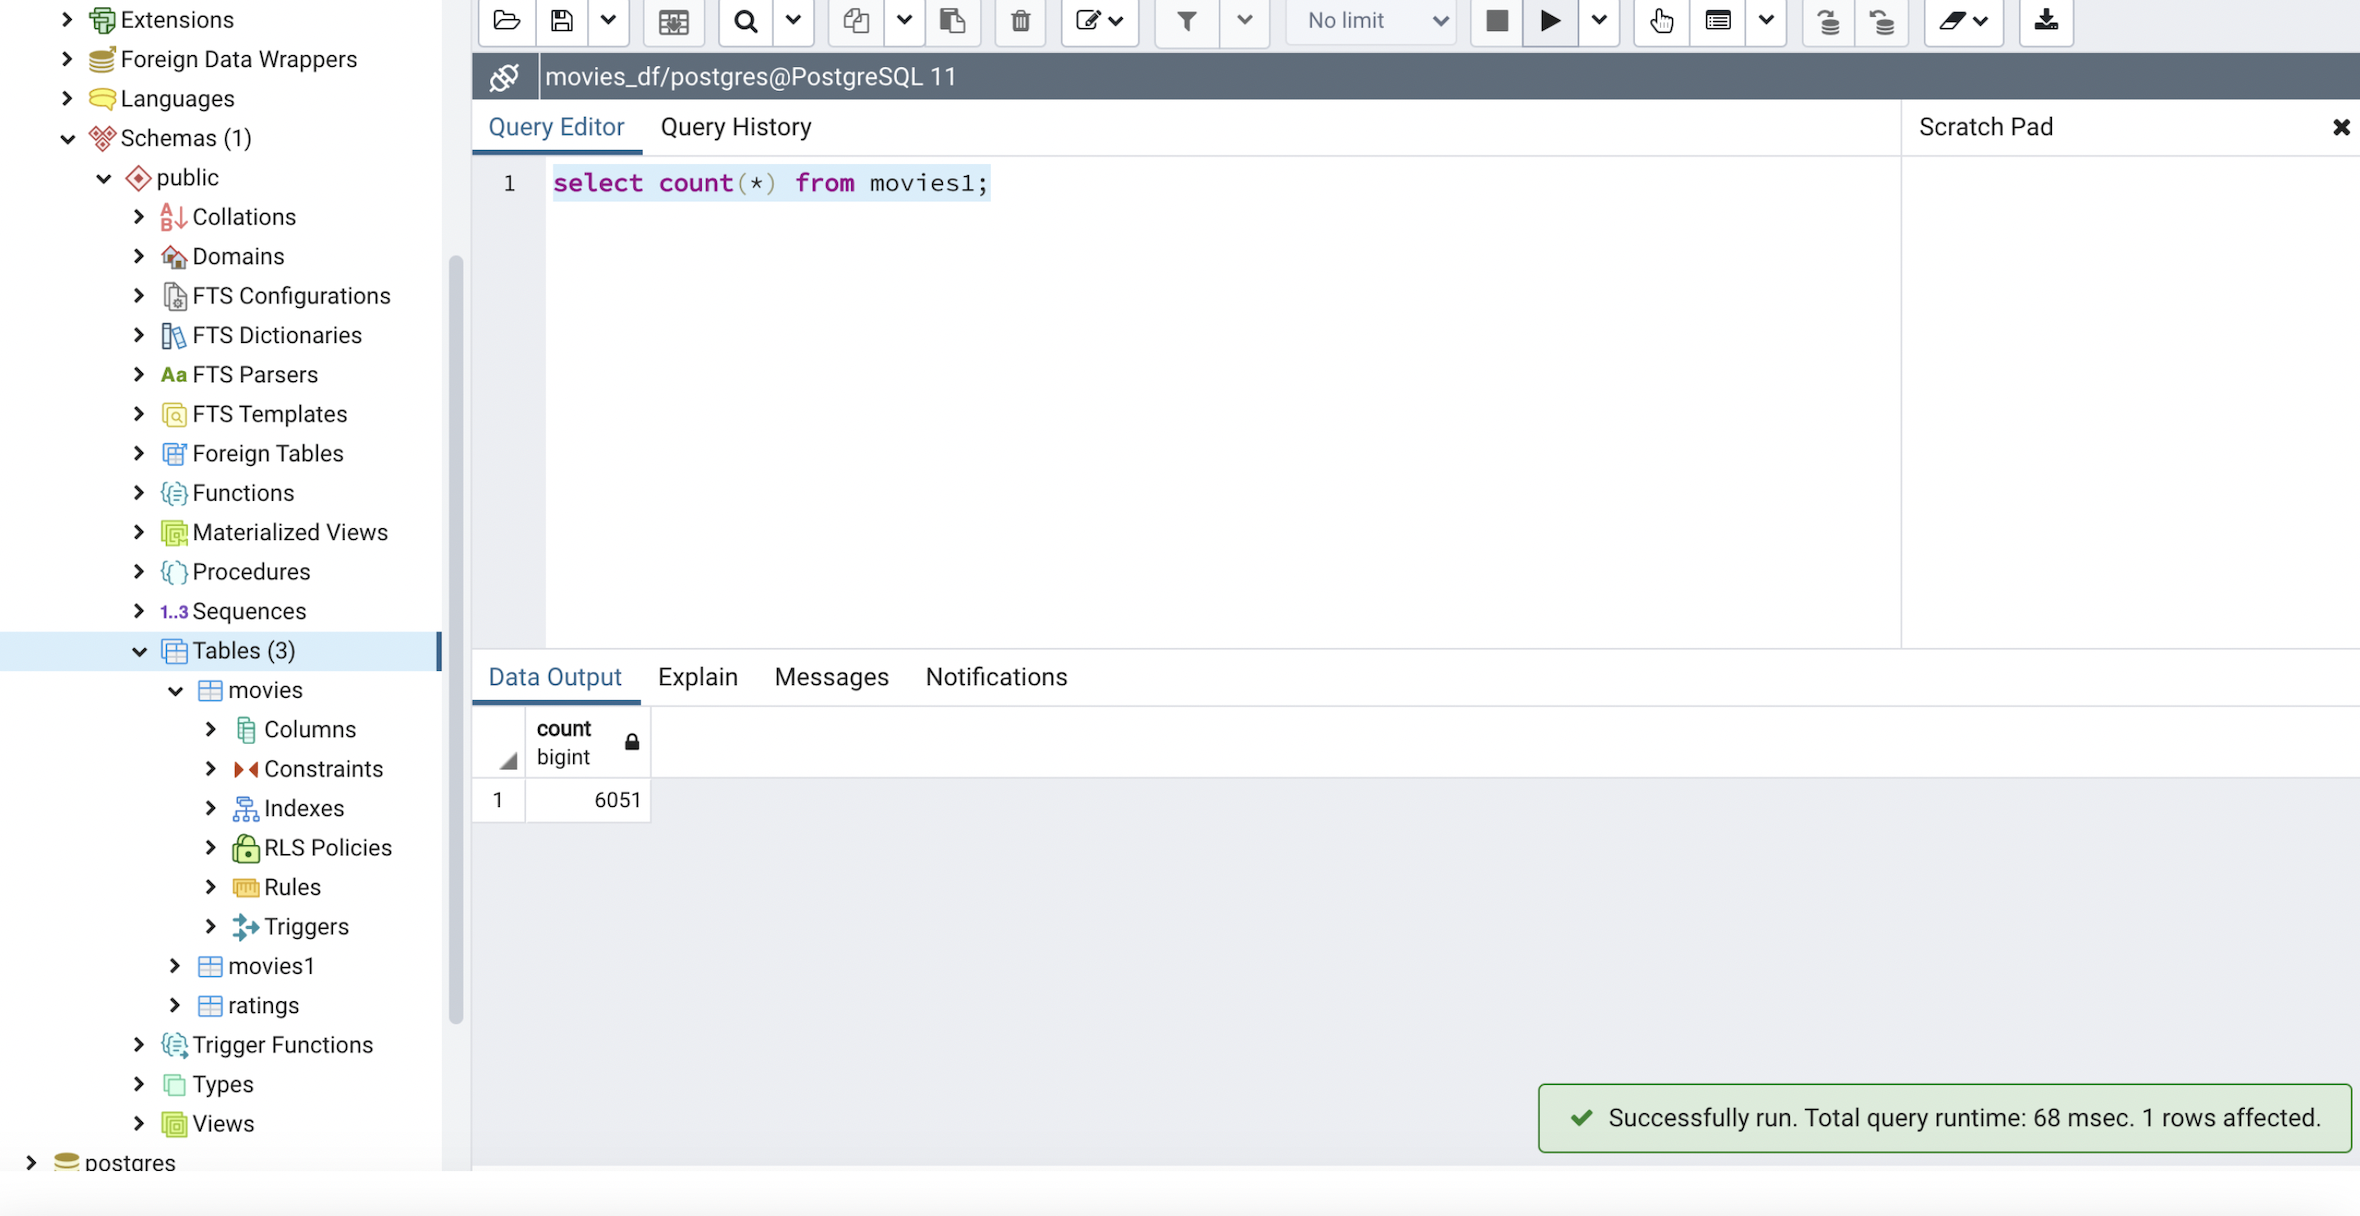 Extensions
Foreign Data Wrappers
Languages
Schemas (1)
public
Collations
Domains
FTS Configurations
FTS Dictionaries
Aa FTS Parsers
FTS Templates
Foreign Tables
Functions
Materialized Views
Procedures
1..3 Sequences
Tables (3)
movies
Columns
Constraints
Indexes
RLS Policies
Rules
Triggers
movies1
ratings
Trigger Functions
Types
Views
postgres
No limit
movies_df/postgres@PostgreSQL 11
Query Editor Query History
Scratch Pad
1 select count(*) from movies1;
Data Output Explain Messages Notifications
count
bigint
1 6051
Successfully run. Total query runtime: 68 msec. 1 rows affected.